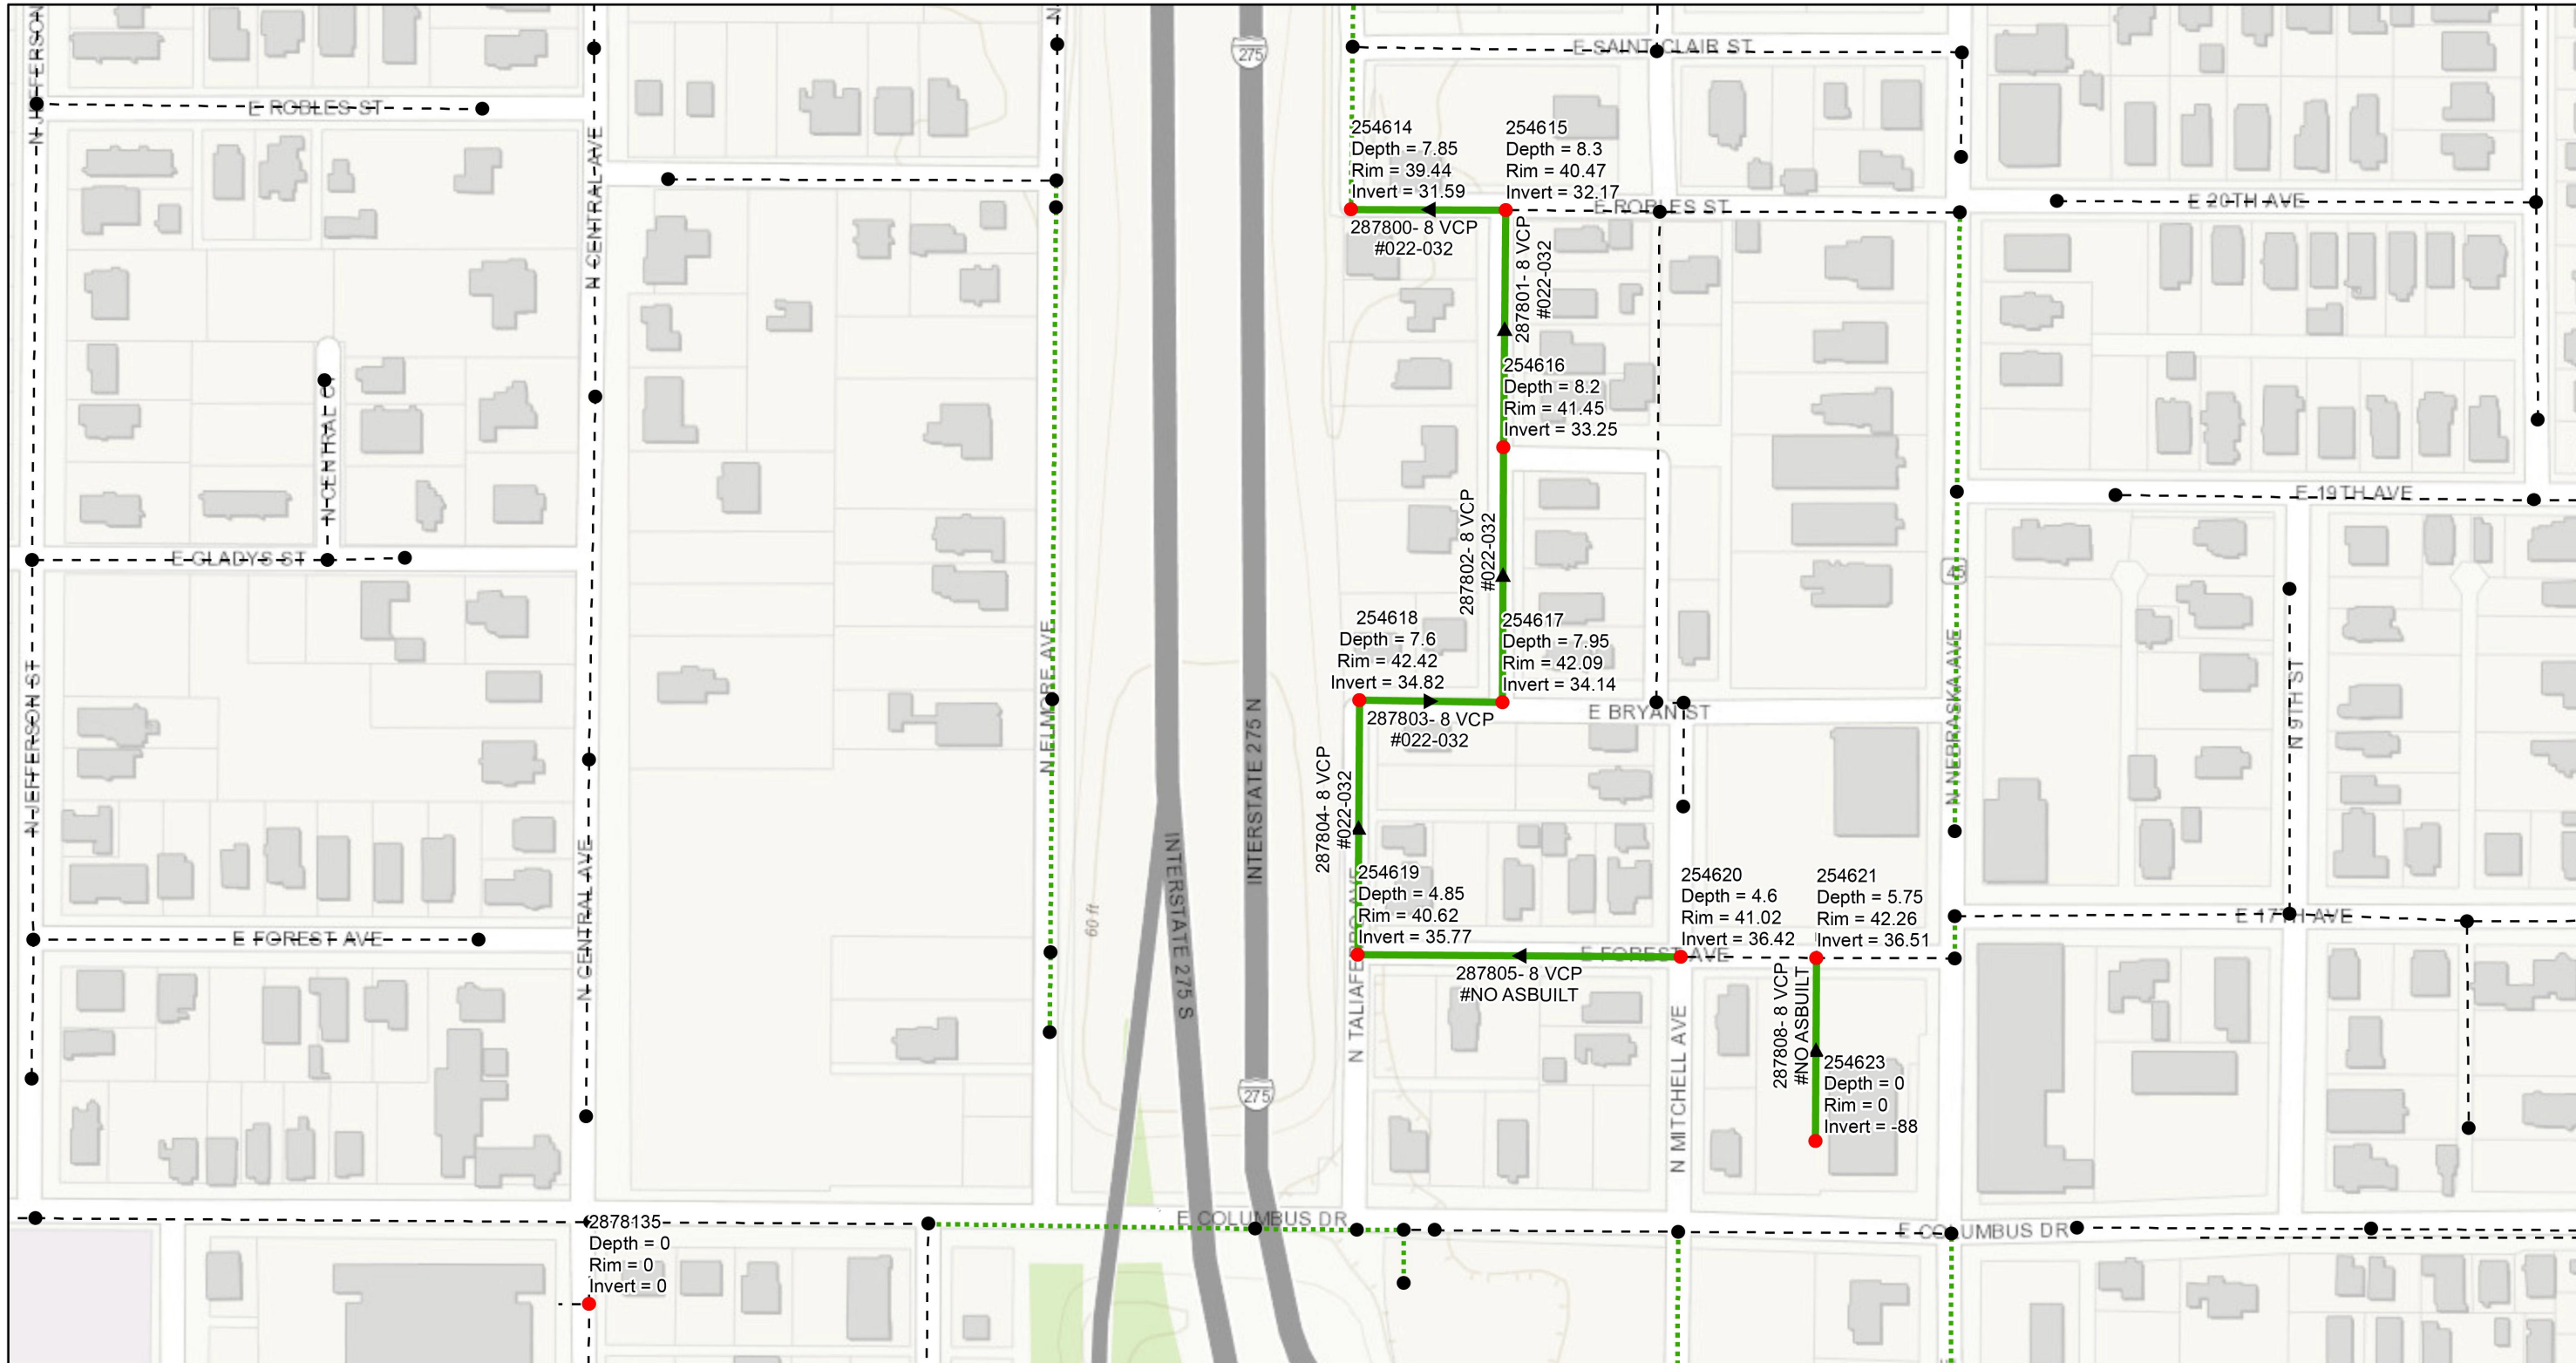 N JEFFERSON
N
275
E SAINT CLAIR ST
E ROBLES ST
N CENTRAL AVE
254614
Depth = 7.85
Rim = 39.44
Invert = 31.59
254615
Depth = 8.3
Rim = 40.47
Invert = 32.17
E ROBLES ST
E 20TH AVE
287800- 8 VCP
#022-032
287801- 8 VCP
#022-032
254616
Depth = 8.2
Rim = 41.45
Invert = 33.25
N CENTRAL CT
E GLADYS ST
E 19TH AVE
287802- 8 VCP
#022-032
45
254618
Depth = 7.6
Rim = 42.42
Invert = 34.82
254617
Depth = 7.95
Rim = 42.09
Invert = 34.14
N JEFFERSON ST
N ELMORE AVE
INTERSTATE 275 N
287803- 8 VCP
#022-032
E BRYAN ST
N NEBRASKA AVE
N 9TH ST
287804- 8 VCP
#022-032
N CENTRAL AVE
INTERSTATE 275 S
60 ft
254619
Depth = 4.85
Rim = 40.62
Invert = 35.77
254620
Depth = 4.6
Rim = 41.02
Invert = 36.42
254621
Depth = 5.75
Rim = 42.26
Invert = 36.51
E 17TH AVE
E FOREST AVE
E FOREST AVE
287805- 8 VCP
#NO ASBUILT
N TALIAFERRO AVE
N MITCHELL AVE
287808- 8 VCP
#NO ASBUILT
254623
Depth = 0
Rim = 0
Invert = -88
275
2878135
Depth = 0
Rim = 0
Invert = 0
E COLUMBUS DR
E COLUMBUS DR